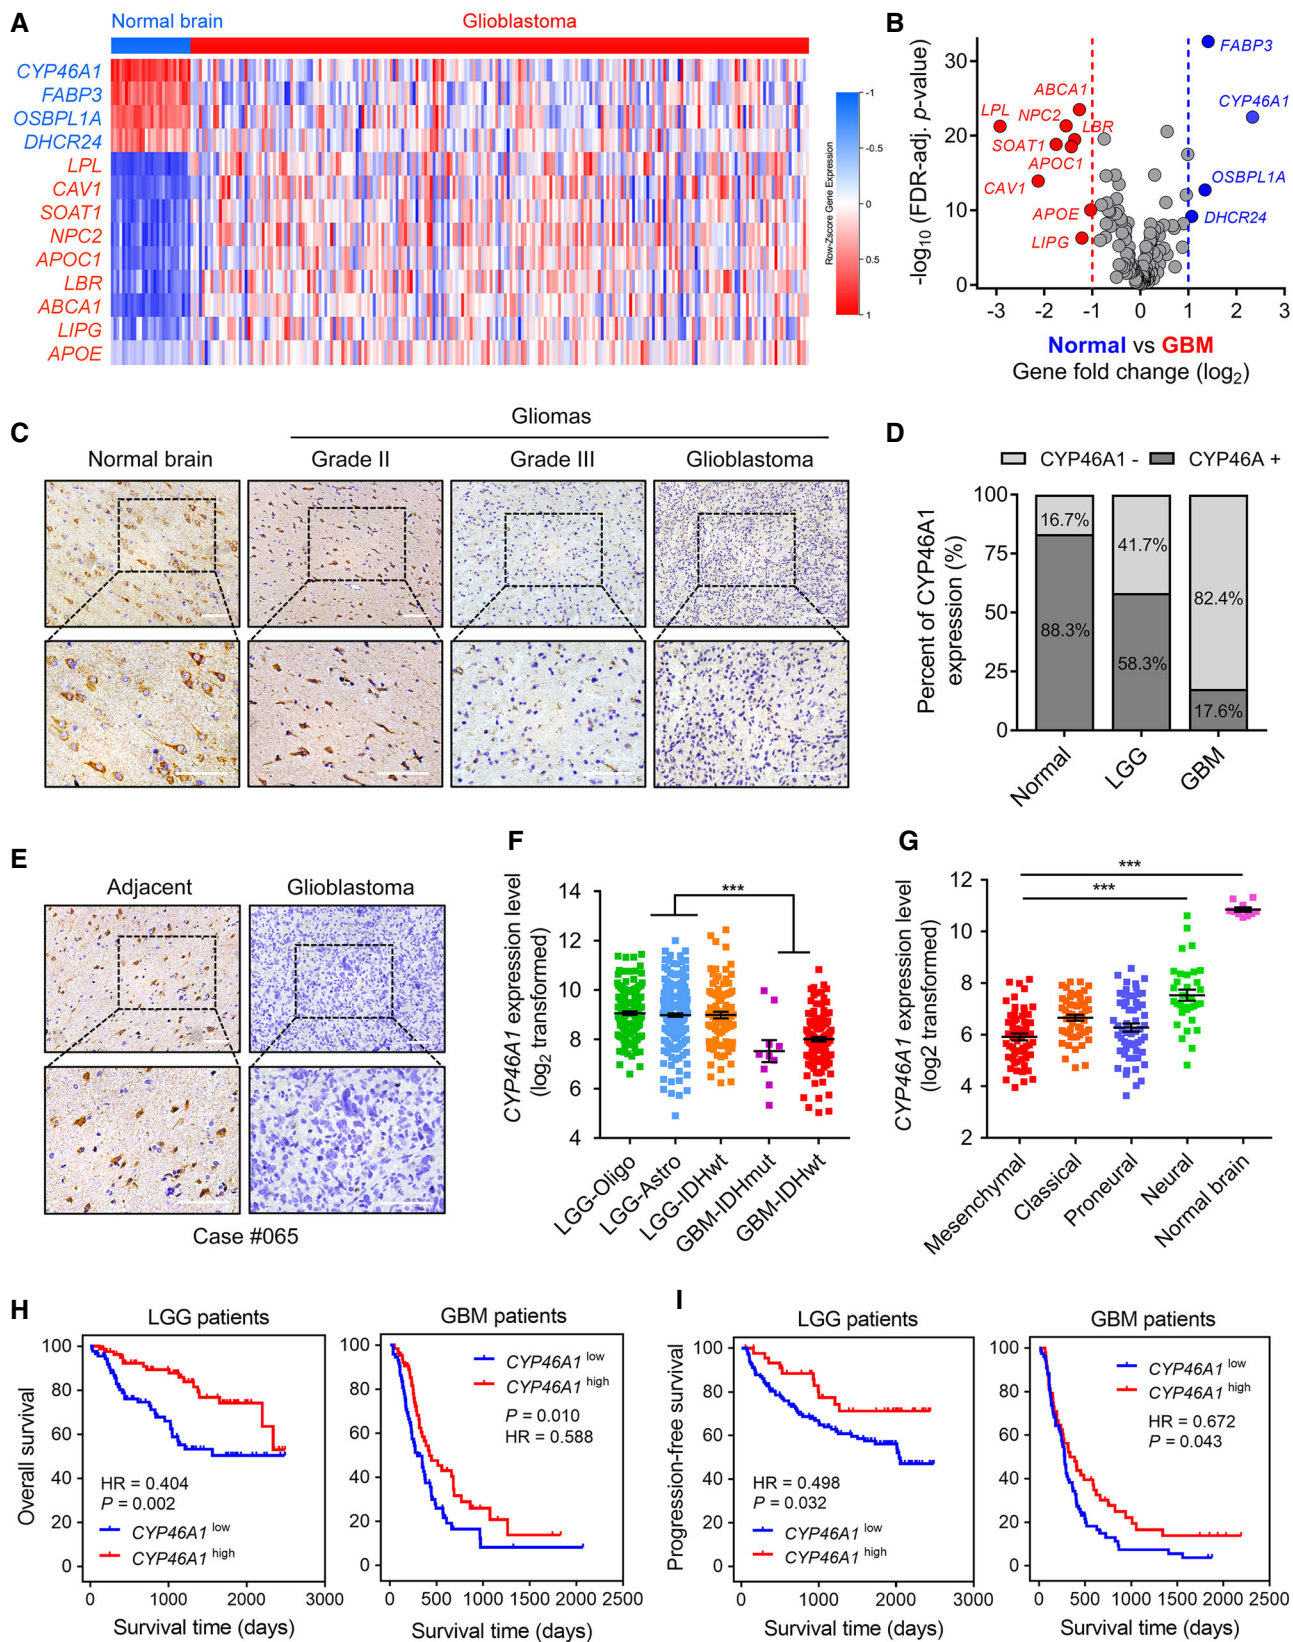 A
Normal brain
Glioblastoma
CYP46A1
FABP3
OSBPL1A
DHCR24
LPL
CAV1
SOAT1
NPC2
APOC1
LBR
ABCA1
LIPG
APOE
Row-Zscore Gene Expression
-1
-0.5
0
0.5
1
B
-log10 (FDR-adj. p-value)
30
20
10
0
FABP3
CYP46A1
ABCA1
LPL
NPC2
LBR
SOAT1
APOC1
CAV1
OSBPL1A
APOE
DHCR24
LIPG
-3 -2 -1 0 1 2 3
Normal vs GBM
Gene fold change (log2)
C
Gliomas
Normal brain
Grade II
Grade III
Glioblastoma
D
CYP46A1 -
CYP46A +
Percent of CYP46A1
expression (%)
100
75
50
25
0
16.7%
88.3%
41.7%
58.3%
82.4%
17.6%
Normal
LGG
GBM
E
Adjacent
Glioblastoma
Case #065
F
CYP46A1 expression level
(log2 transformed)
14
12
10
8
6
4
***
LGG-Oligo
LGG-Astro
LGG-IDHwt
GBM-IDHmut
GBM-IDHwt
G
CYP46A1 expression level
(log2 transformed)
12
10
8
6
4
2
***
***
Mesenchymal
Classical
Proneural
Neural
Normal brain
H
LGG patients
Overall survival
100
80
60
40
20
0
HR = 0.404
P = 0.002
CYP46A1 low
CYP46A1 high
0 1000 2000 3000
Survival time (days)
GBM patients
100
80
60
40
20
0
CYP46A1 low
CYP46A1 high
P = 0.010
HR = 0.588
0 500 1000 1500 2000 2500
Survival time (days)
I
LGG patients
Progression-free survival
100
80
60
40
20
0
HR = 0.498
P = 0.032
CYP46A1 low
CYP46A1 high
0 1000 2000 3000
Survival time (days)
GBM patients
100
80
60
40
20
0
CYP46A1 low
CYP46A1 high
HR = 0.672
P = 0.043
0 500 1000 1500 2000 2500
Survival time (days)